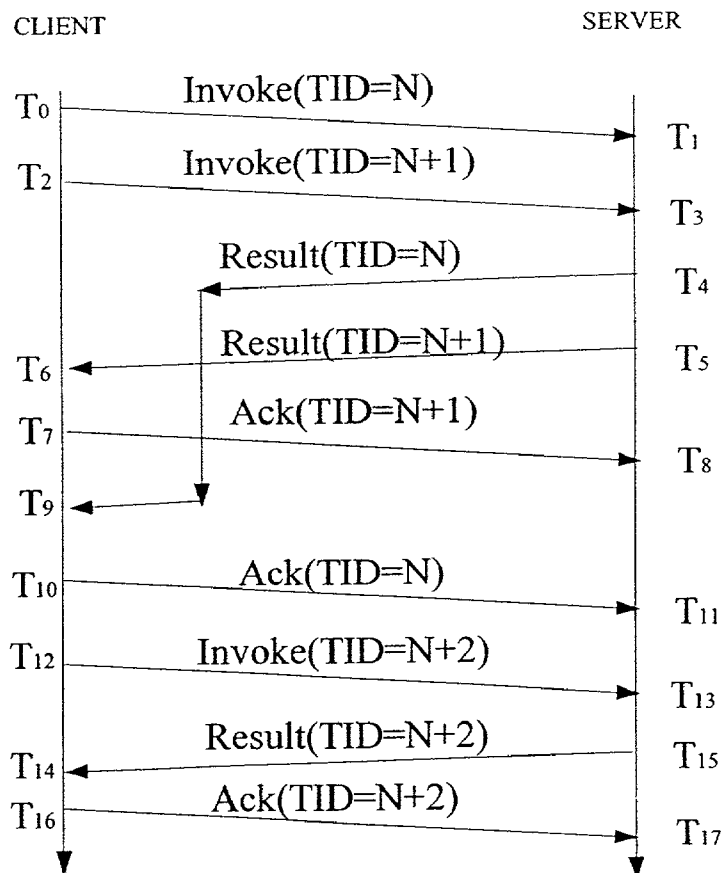 CLIENT
SERVER
T0
Invoke(TID=N)
T1
T2
Invoke(TID=N+1)
T3
Result(TID=N)
T4
Result(TID=N+1)
T5
T6
Ack(TID=N+1)
T7
T8
T9
Ack(TID=N)
T10
T11
Invoke(TID=N+2)
T12
T13
Result(TID=N+2)
T15
T14
Ack(TID=N+2)
T16
T17